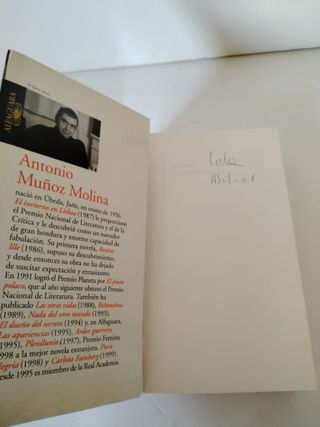 ALFAGUARA
Antonio
Muñoz Molina
nació en Úbeda, Jaén, en enero de 1956.
El invierno en Lisboa (1987) le proporcionó
el Premio Nacional de Literatura y el de la
Crítica y le descubrió como un narrador
de gran hondura y enorme capacidad de
fabulación. Su primera novela, Beatus
Ille (1986), supuso su descubrimiento,
y desde entonces su obra no ha dejado
de suscitar expectación y entusiasmo.
En 1991 logró el Premio Planeta por El jinete
polaco, que al año siguiente obtuvo el Premio
Nacional de Literatura. También ha
publicado Las otras vidas (1988), Beltenebros
(1989), Nada del otro mundo (1993),
El dueño del secreto (1994) y, en Alfaguara,
Las apariencias (1995), Ardor guerrero
(1995), Plenilunio (1997), Premio Femina
1998 a la mejor novela extranjera, Pura
alegría (1998) y Carlota Fainberg (1999).
Desde 1995 es miembro de la Real Academia.
Lola
Abril-01